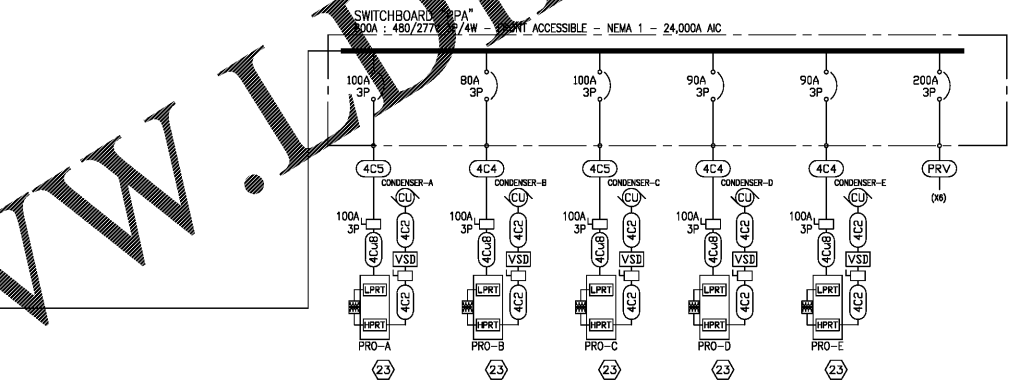 SWITCHBOARD "PPA"
800A : 480/277V 3P/4W - FRONT ACCESSIBLE - NEMA 1 - 24,000A AIC
100A 3P
80A 3P
100A 3P
90A 3P
90A 3P
200A 3P
4C5
4C4
4C5
4C4
4C4
PRV
(X6)
CONDENSER-A
CONDENSER-B
CONDENSER-C
CONDENSER-D
CONDENSER-E
CU
CU
CU
CU
CU
100A 3P
100A 3P
100A 3P
100A 3P
100A 3P
4Cu8
4C2
4Cu8
4C2
4Cu8
4C2
4Cu8
4C2
4Cu8
4C2
VSD
VSD
VSD
VSD
VSD
LPRT
4C2
LPRT
4C2
LPRT
4C2
LPRT
4C2
LPRT
4C2
HPRT
HPRT
HPRT
HPRT
HPRT
PRO-A
PRO-B
PRO-C
PRO-D
PRO-E
23
23
23
23
23
WW.LD